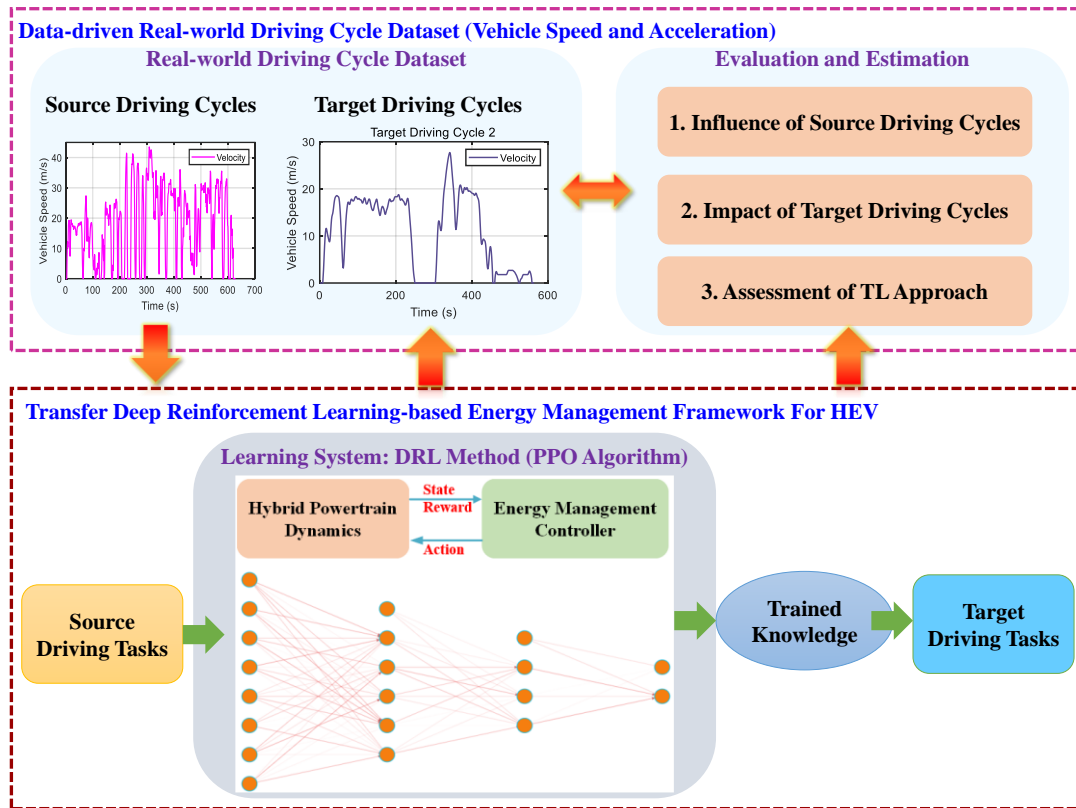 Data-driven Real-world Driving Cycle Dataset (Vehicle Speed and Acceleration)
Real-world Driving Cycle Dataset
Source Driving Cycles
Target Driving Cycles
Velocity
Vehicle Speed (m/s)
40
30
20
10
0
0 100 200 300 400 500 600 700
Time (s)
Target Driving Cycle 2
Velocity
Vehicle Speed (m/s)
30
20
10
0
0 200 400 600
Time (s)
Evaluation and Estimation
1. Influence of Source Driving Cycles
2. Impact of Target Driving Cycles
3. Assessment of TL Approach
Transfer Deep Reinforcement Learning-based Energy Management Framework For HEV
Learning System: DRL Method (PPO Algorithm)
Hybrid Powertrain
Dynamics
State
Reward
Action
Energy Management
Controller
Source
Driving Tasks
Trained
Knowledge
Target
Driving Tasks